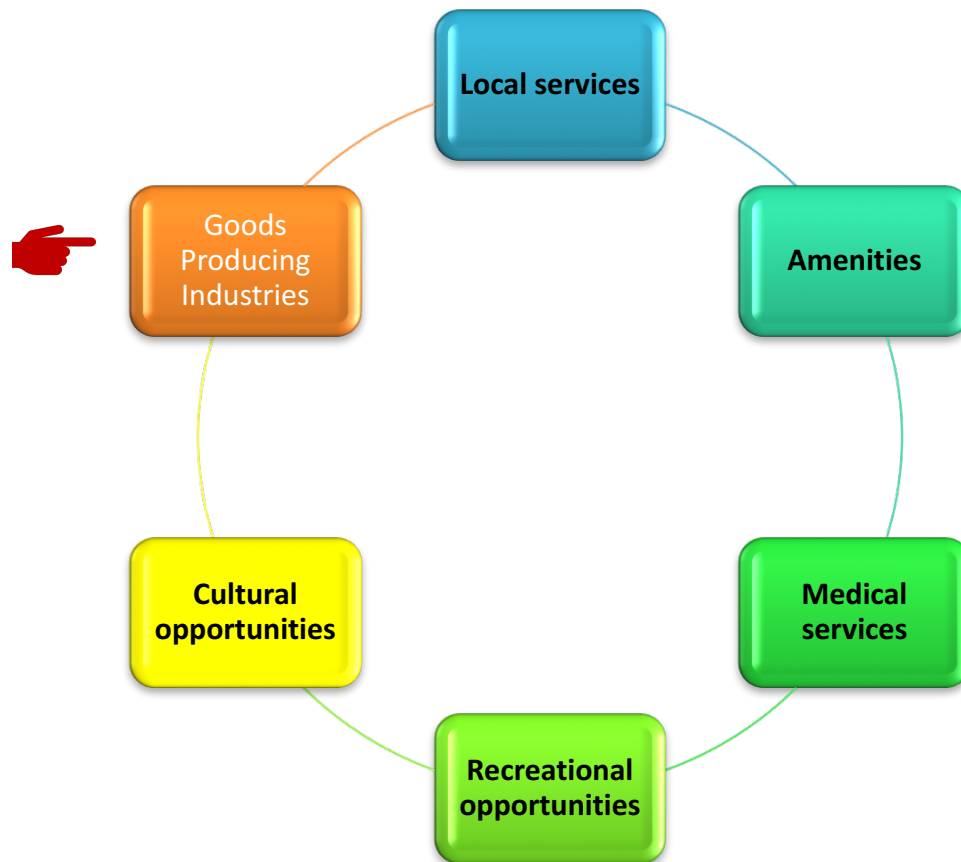 Local services
Amenities
Medical
services
Recreational
opportunities
Cultural
opportunities
Goods
Producing
Industries